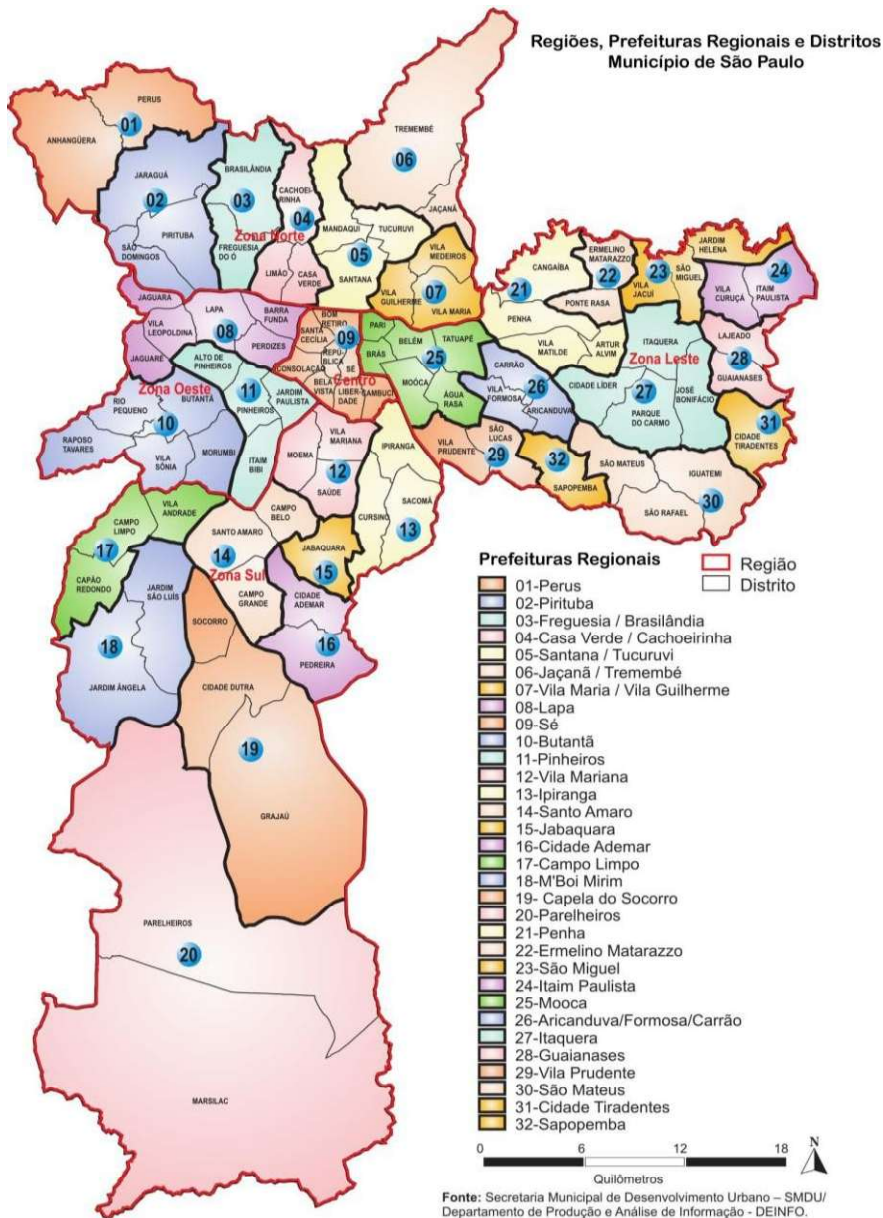 Regiões, Prefeituras Regionais e Distritos
Município de São Paulo
PERUS
01
ANHANGÜERA
TREMEMBÉ
06
JARAGUÁ
BRASILÂNDIA
CACHOEI-
RINHA
02
03
04
JAÇANÃ
PIRITUBA
Zona Norte
MANDAQUI
TUCURUVI
SÃO
DOMINGOS
FREGUESIA
DO Ó
05
VILA
MEDEIROS
LIMÃO
CASA
VERDE
SANTANA
07
VILA
GUILHERME
VILA MARIA
CANGAÍBA
ERMELINO
MATARAZZO
JARDIM
HELENA
21
22
23
SÃO
MIGUEL
24
VILA
JACUÍ
VILA
CURUÇÁ
ITAIM
PAULISTA
PONTE RASA
PENHA
JAGUARA
LAPA
BARRA
FUNDA
BOM
RETIRO
VILA
LEOPOLDINA
08
SANTA
CECÍLIA
09
PARI
BELÉM
TATUAPÉ
VILA
MATILDE
ARTUR
ALVIM
ITAQUERA
LAJEADO
PERDIZES
REPÚ-
BLICA
SÉ
BRÁS
25
JAGUARÉ
ALTO DE
PINHEIROS
CONSOLAÇÃO
Centro
CARRÃO
Zona Leste
28
GUAIANASES
Zona Oeste
11
BELA
VISTA
LIBER-
DADE
CAMBUCI
MOÓCA
ÁGUA
RASA
VILA
FORMOSA
26
ARICANDUVA
CIDADE LÍDER
27
JOSÉ
BONIFÁCIO
RIO
PEQUENO
BUTANTÃ
PINHEIROS
JARDIM
PAULISTA
PARQUE
DO CARMO
10
31
CIDADE
TIRADENTES
RAPOSO
TAVARES
MORUMBI
VILA
SÔNIA
ITAIM
BIBI
MOEMA
VILA
MARIANA
12
SAÚDE
IPIRANGA
VILA
PRUDENTE
SÃO
LUCAS
29
32
SAPOPEMBA
SÃO MATEUS
IGUATEMI
SÃO RAFAEL
30
SACOMÃ
CURSINO
13
VILA
ANDRADE
CAMPO
LIMPO
17
CAPÃO
REDONDO
CAMPO
BELO
SANTO AMARO
14
Zona Sul
JABAQUARA
15
CAMPO
GRANDE
CIDADE
ADEMAR
16
PEDREIRA
JARDIM
SÃO LUÍS
SOCORRO
18
JARDIM ÂNGELA
CIDADE DUTRA
19
GRAJAÚ
PARELHEIROS
20
MARSILAC
Prefeituras Regionais
Região
Distrito
01-Perus
02-Pirituba
03-Freguesia / Brasilândia
04-Casa Verde / Cachoeirinha
05-Santana / Tucuruvi
06-Jaçanã / Tremembé
07-Vila Maria / Vila Guilherme
08-Lapa
09-Sé
10-Butantã
11-Pinheiros
12-Vila Mariana
13-Ipiranga
14-Santo Amaro
15-Jabaquara
16-Cidade Ademar
17-Campo Limpo
18-M'Boi Mirim
19- Capela do Socorro
20-Parelheiros
21-Penha
22-Ermelino Matarazzo
23-São Miguel
24-Itaim Paulista
25-Mooca
26-Aricanduva/Formosa/Carrão
27-Itaquera
28-Guaianases
29-Vila Prudente
30-São Mateus
31-Cidade Tiradentes
32-Sapopemba
0 6 12 18
Quilômetros
N
Fonte: Secretaria Municipal de Desenvolvimento Urbano – SMDU/
Departamento de Produção e Análise de Informação - DEINFO.